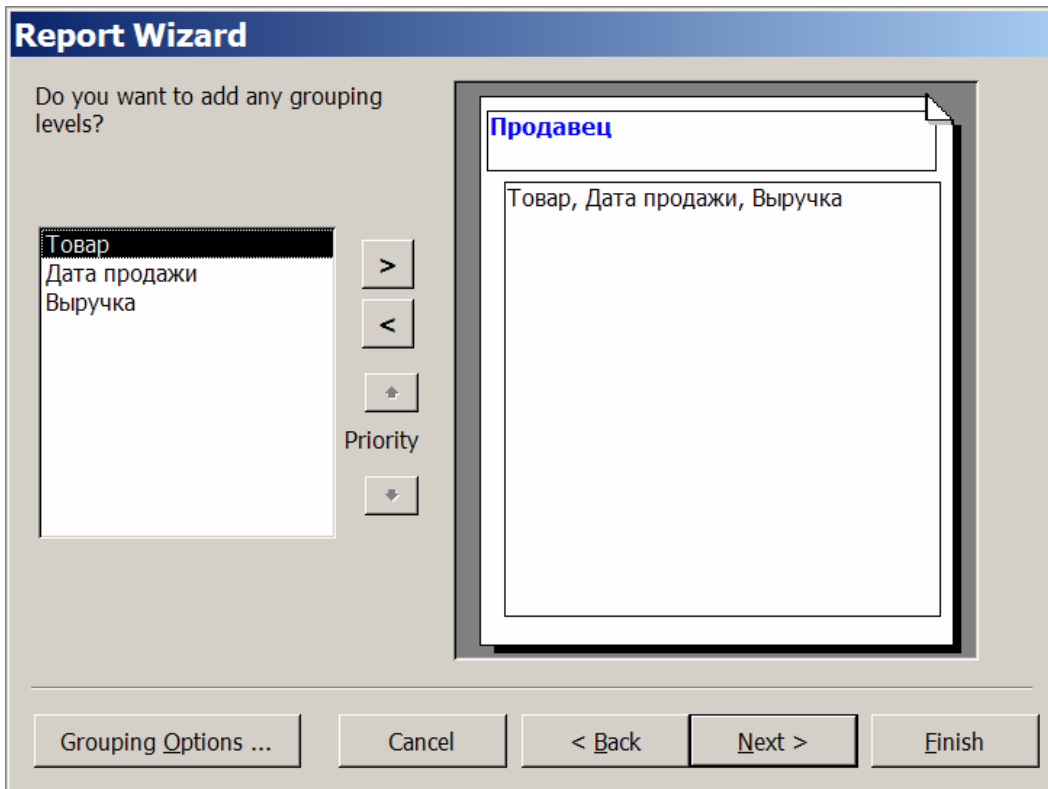 Report Wizard
Do you want to add any grouping
levels?
Товар
Дата продажи
Выручка
>
<
Priority
Продавец
Товар, Дата продажи, Выручка
Grouping Options ...
Cancel
< Back
Next >
Finish